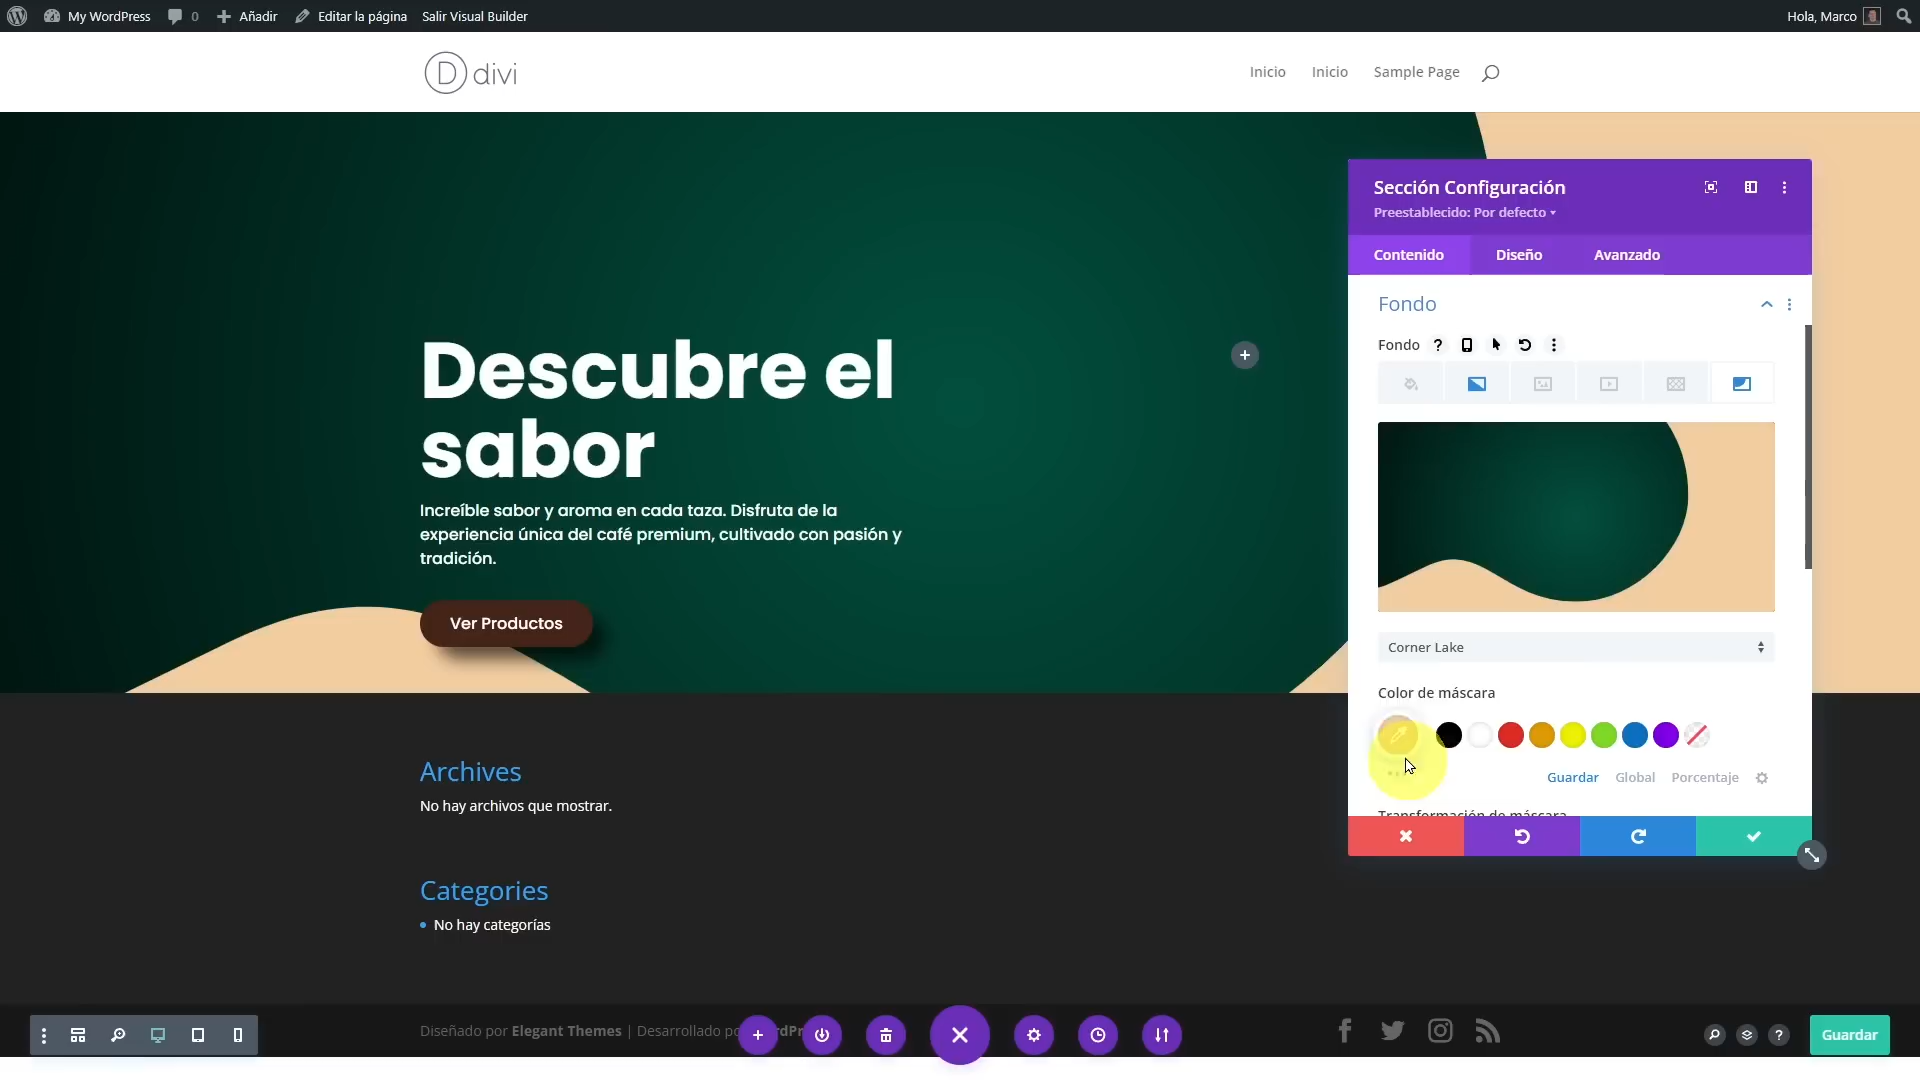 My WordPress 0 Añadir Editar la página Salir Visual Builder Hola, Marco
D divi Inicio Inicio Sample Page
Sección Configuración
Preestablecido: Por defecto
Contenido Diseño Avanzado
Fondo
Fondo ?
Descubre el
sabor
Increíble sabor y aroma en cada taza. Disfruta de la
experiencia única del café premium, cultivado con pasión y
tradición.
Ver Productos
Corner Lake
Color de máscara
Guardar Global Porcentaje
Transformación de máscara
Archives
No hay archivos que mostrar.
Categories
No hay categorías
Diseñado por Elegant Themes | Desarrollado
? Guardar